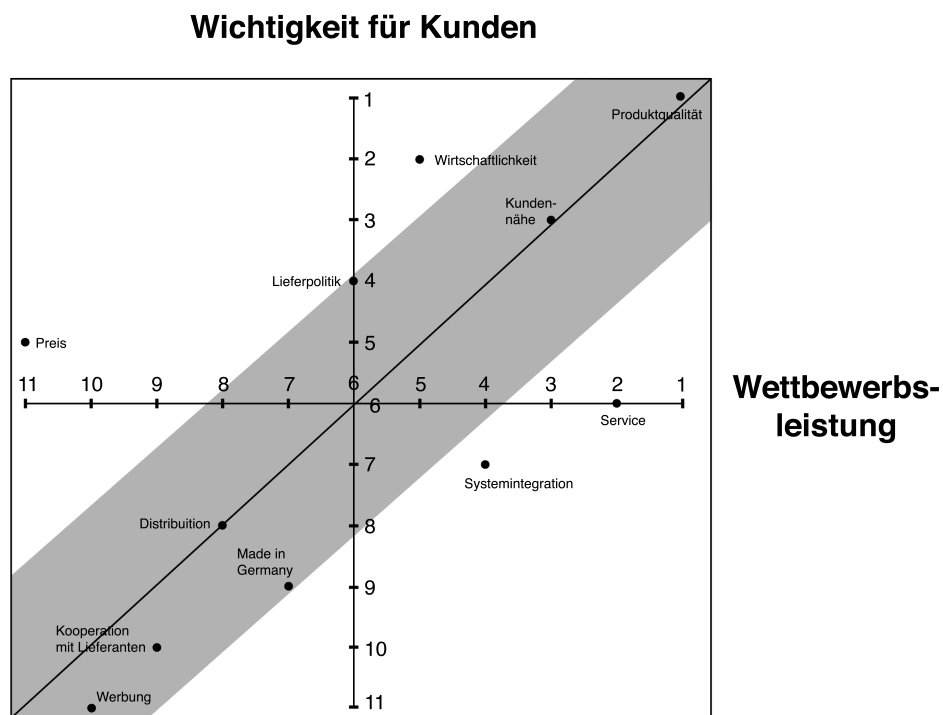 Wichtigkeit für Kunden
1
Produktqualität
2
Wirtschaftlichkeit
Kunden-
nähe
3
Lieferpolitik
4
Preis
5
11 10 9 8 7 6 5 4 3 2 1
6
Wettbewerbs-
leistung
Service
7
Systemintegration
Distribuition
8
Made in
Germany
9
Kooperation
mit Lieferanten
10
Werbung
11